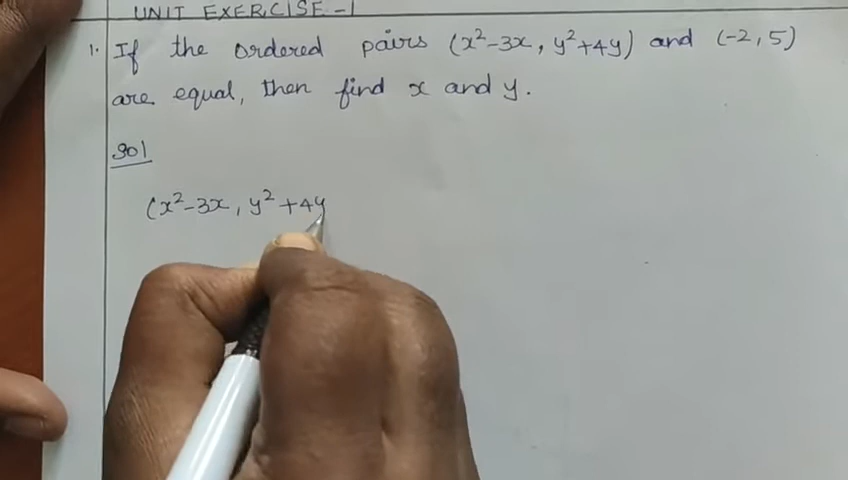 UNIT EXERCISE - 1
1. If the ordered pairs (x²-3x, y²+4y) and (-2, 5)
are equal, then find x and y.
Sol
(x²-3x, y²+4y